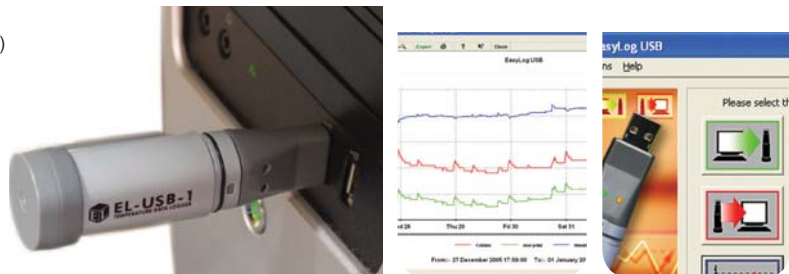 )
EL-USB-1
TEMPERATURE DATA LOGGER
Export ? Close
EasyLog USB
28 Thu 29 Fri 30 Sat 31
From:- 27 December 2005 17:59:00 To:- 01 January 20
asyLog USB
ns Help
Please select th